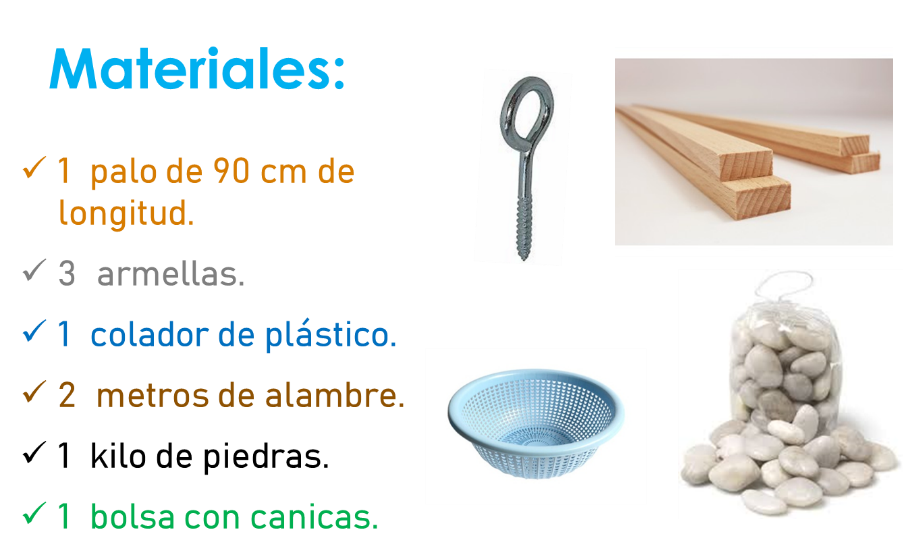 Materiales:
✓ 1 palo de 90 cm de
longitud.
✓ 3 armellas.
✓ 1 colador de plástico.
✓ 2 metros de alambre.
✓ 1 kilo de piedras.
✓ 1 bolsa con canicas.